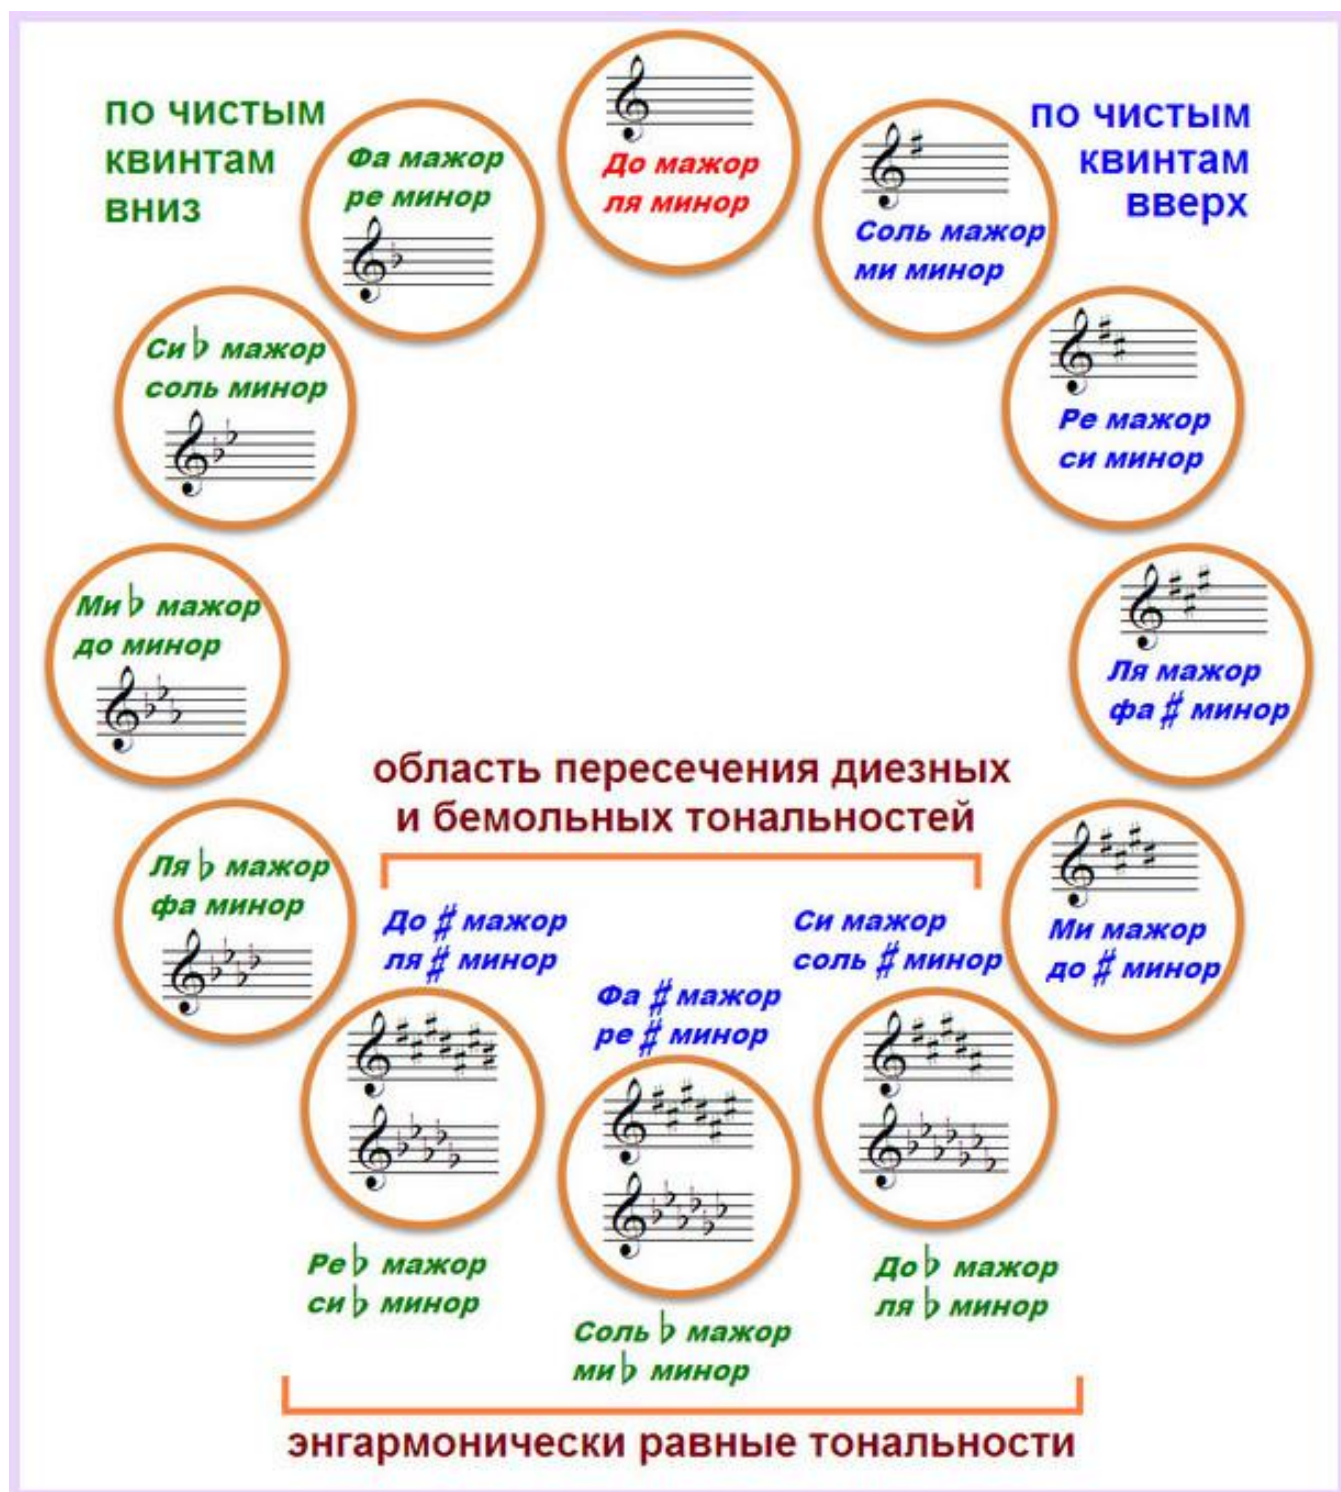 по чистым
квинтам
вниз
Фа мажор
ре минор
До мажор
ля минор
Соль мажор
ми минор
по чистым
квинтам
вверх
Си ♭ мажор
соль минор
Ре мажор
си минор
Ми ♭ мажор
до минор
Ля мажор
фа ♯ минор
область пересечения диезных
и бемольных тональностей
Ля ♭ мажор
фа минор
До ♯ мажор
ля ♯ минор
Фа ♯ мажор
ре ♯ минор
Си мажор
соль ♯ минор
Ми мажор
до ♯ минор
Ре ♭ мажор
си ♭ минор
Соль ♭ мажор
ми ♭ минор
До ♭ мажор
ля ♭ минор
энгармонически равные тональности